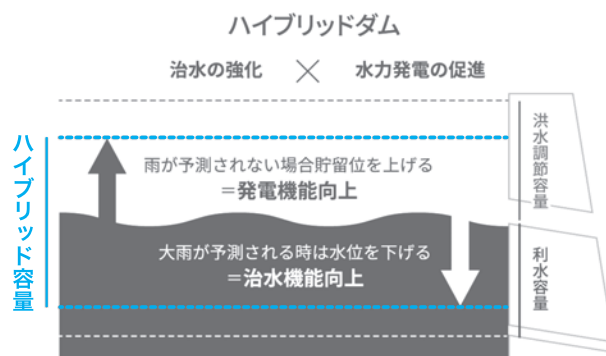 ハイブリッドダム
治水の強化 × 水力発電の促進
ハイブリッド容量
雨が予測されない場合貯留位を上げる
＝発電機能向上
大雨が予測される時は水位を下げる
＝治水機能向上
洪水調節容量
利水容量